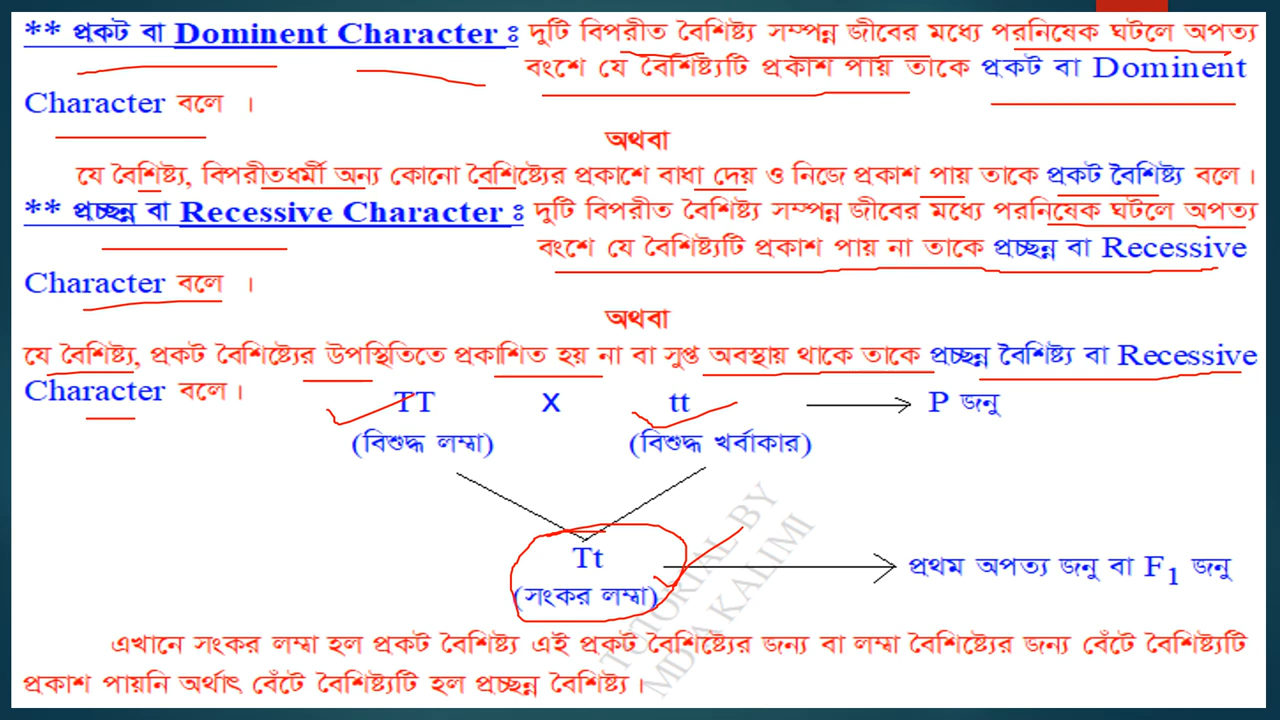 ** প্রকট বা Dominent Character ঃ দুটি বিপরীত বৈশিষ্ট্য সম্পন্ন জীবের মধ্যে পরনিষেক ঘটলে অপত্য
বংশে যে বৈশিষ্ট্যটি প্রকাশ পায় তাকে প্রকট বা Dominent
Character বলে ।
অথবা
যে বৈশিষ্ট্য, বিপরীতধর্মী অন্য কোনো বৈশিষ্ট্যের প্রকাশে বাধা দেয় ও নিজে প্রকাশ পায় তাকে প্রকট বৈশিষ্ট্য বলে।
** প্রচ্ছন্ন বা Recessive Character ঃ দুটি বিপরীত বৈশিষ্ট্য সম্পন্ন জীবের মধ্যে পরনিষেক ঘটলে অপত্য
বংশে যে বৈশিষ্ট্যটি প্রকাশ পায় না তাকে প্রচ্ছন্ন বা Recessive
Character বলে ।
অথবা
যে বৈশিষ্ট্য, প্রকট বৈশিষ্ট্যের উপস্থিতিতে প্রকাশিত হয় না বা সুপ্ত অবস্থায় থাকে তাকে প্রচ্ছন্ন বৈশিষ্ট্য বা Recessive
Character বলে।
TT X tt P জনু
(বিশুদ্ধ লম্বা) (বিশুদ্ধ খর্বাকার)
Tt
(সংকর লম্বা)
প্রথম অপত্য জনু বা F1 জনু
TUTORIAL BY
MD A KALIMI
এখানে সংকর লম্বা হল প্রকট বৈশিষ্ট্য এই প্রকট বৈশিষ্ট্যের জন্য বা লম্বা বৈশিষ্ট্যের জন্য বেঁটে বৈশিষ্ট্যটি
প্রকাশ পায়নি অর্থাৎ বেঁটে বৈশিষ্ট্যটি হল প্রচ্ছন্ন বৈশিষ্ট্য।